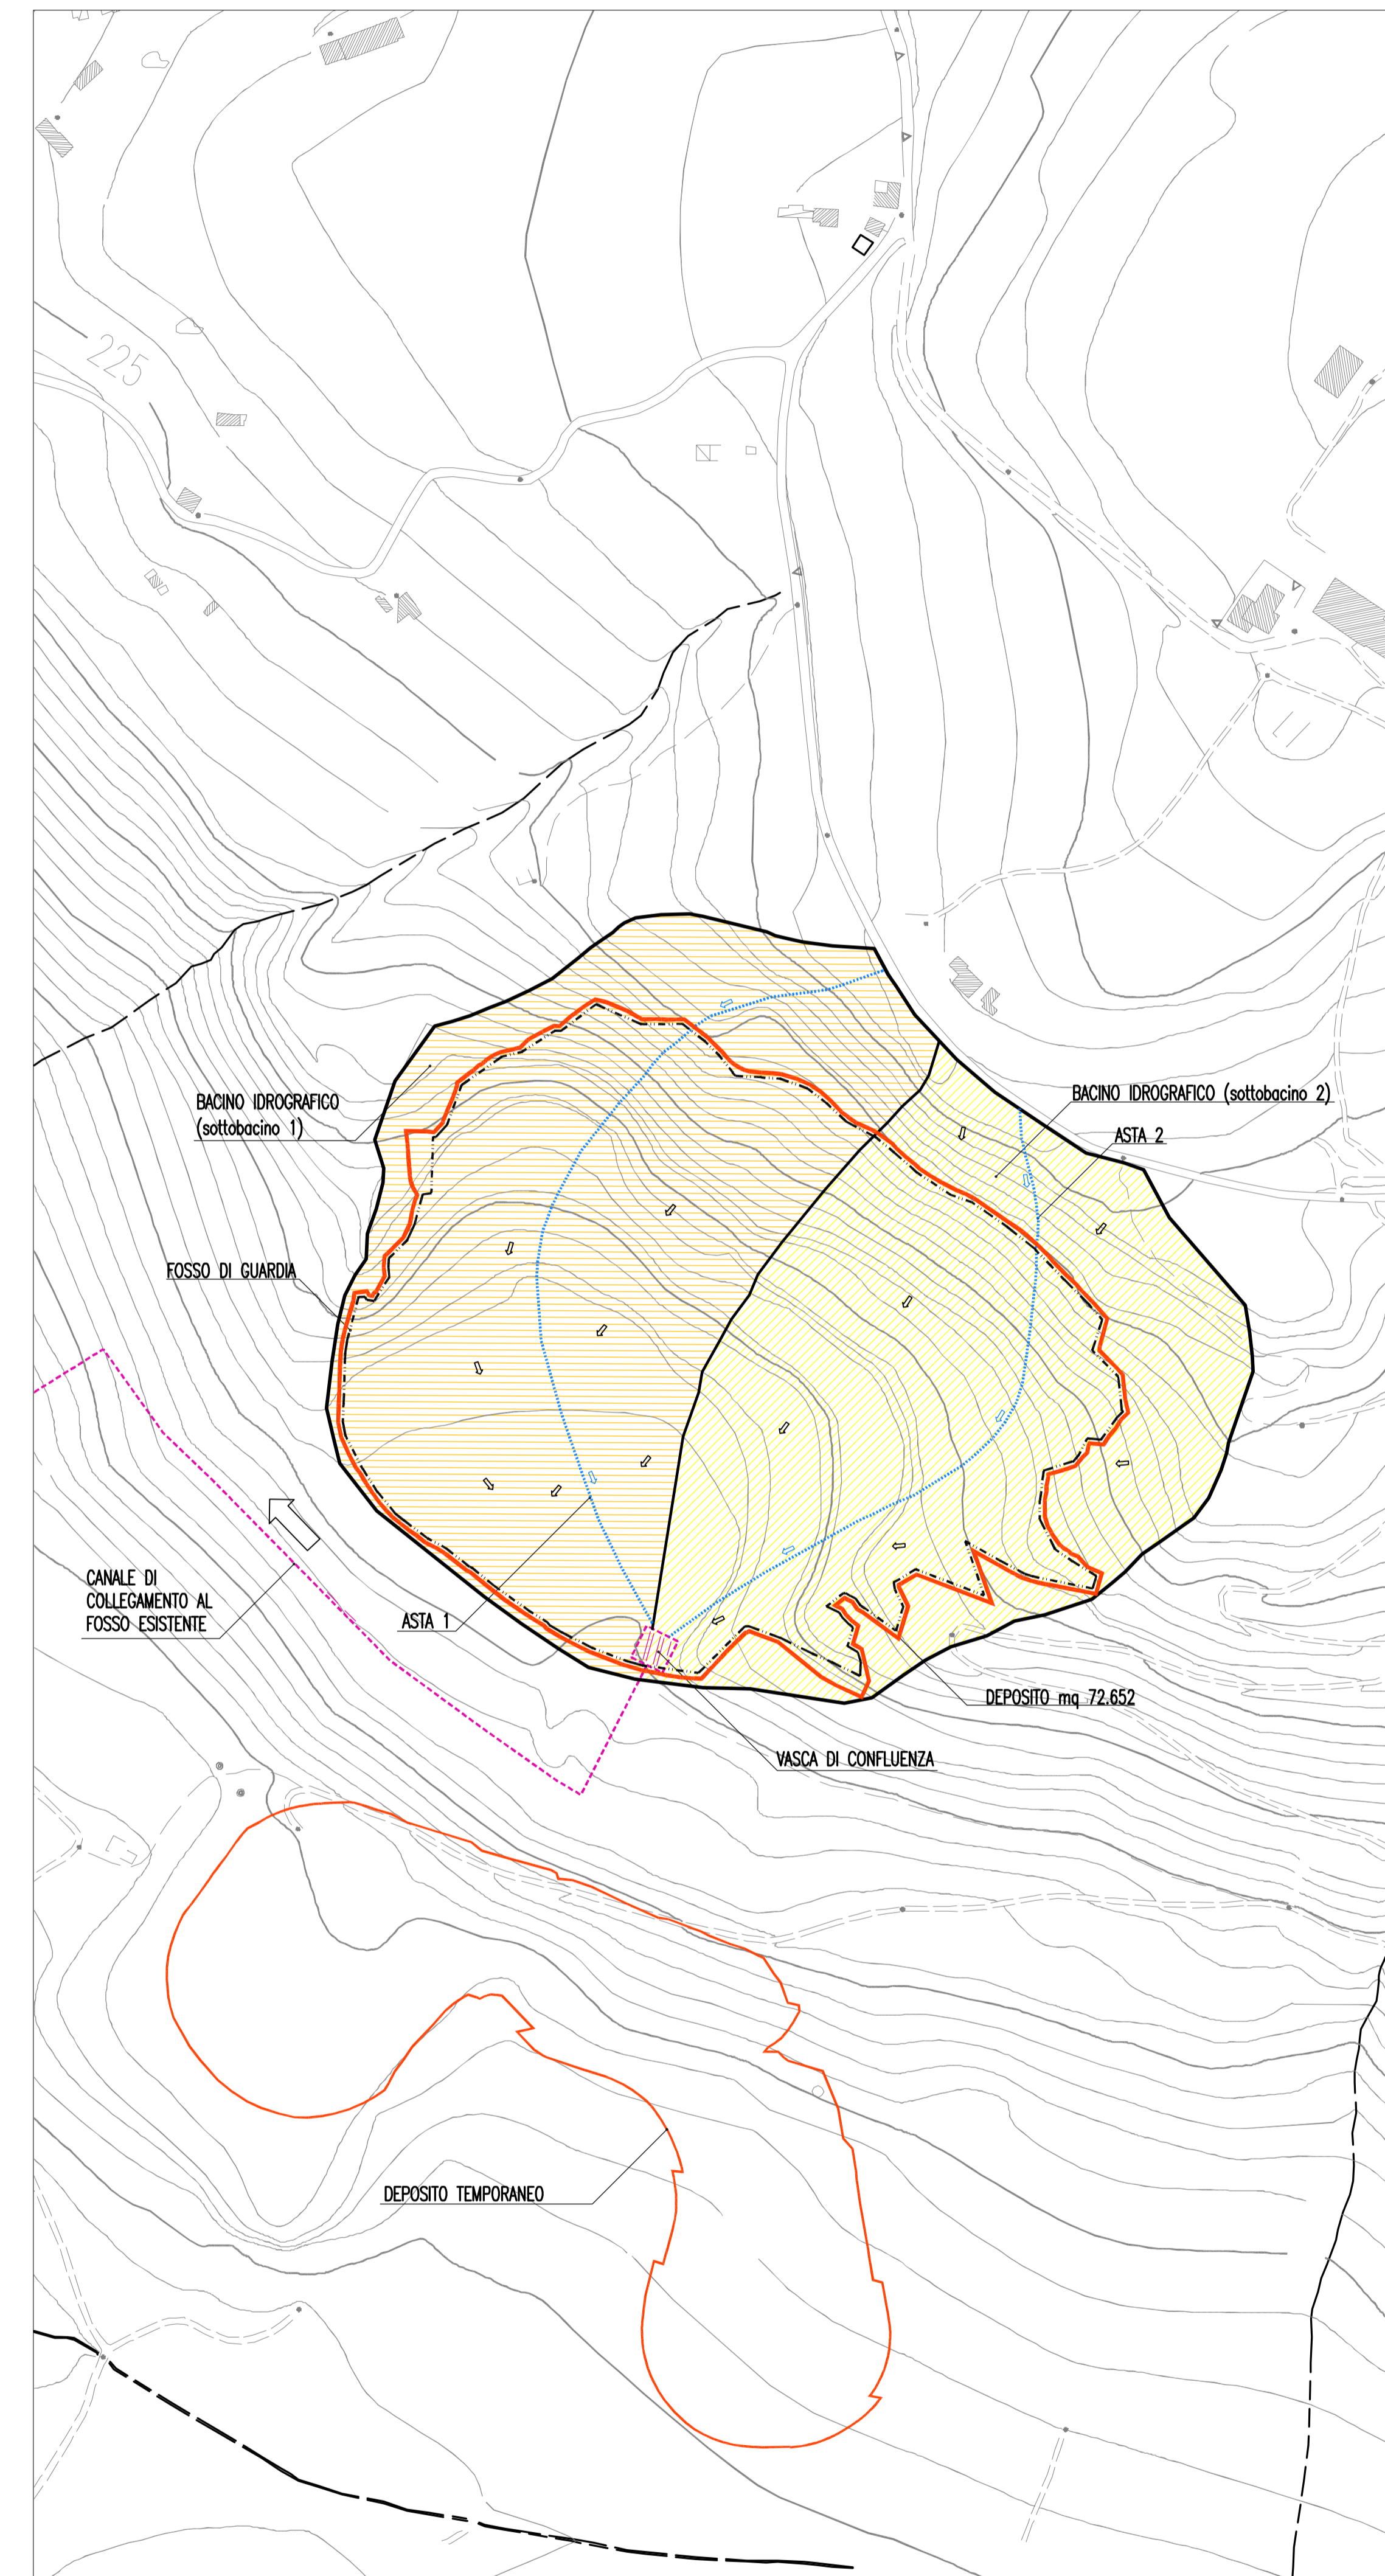 225
BACINO IDROGRAFICO
(sottobacino 1)
BACINO IDROGRAFICO (sottobacino 2)
ASTA 2
FOSSO DI GUARDIA
CANALE DI
COLLEGAMENTO AL
FOSSO ESISTENTE
ASTA 1
DEPOSITO mq 72.652
VASCA DI CONFLUENZA
DEPOSITO TEMPORANEO